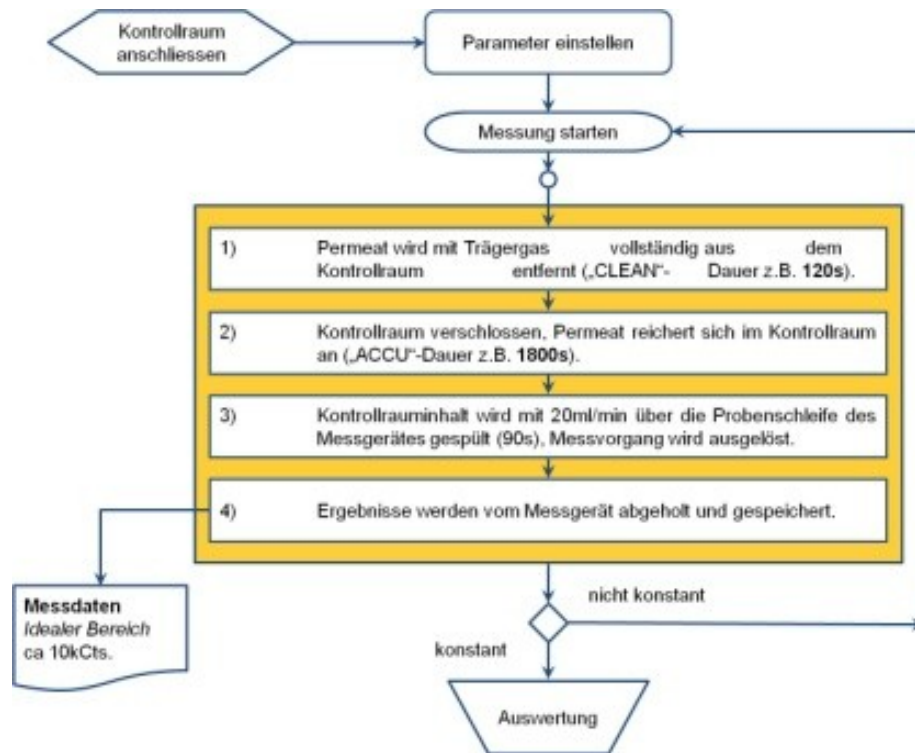 Kontrollraum
anschliessen
Parameter einstellen
Messung starten
1) Permeat wird mit Trägergas vollständig aus dem
Kontrollraum entfernt („CLEAN“- Dauer z.B. 120s).
2) Kontrollraum verschlossen, Permeat reichert sich im Kontrollraum
an („ACCU“-Dauer z.B. 1800s).
3) Kontrollrauminhalt wird mit 20ml/min über die Probenschleife des
Messgerätes gespült (90s), Messvorgang wird ausgelöst.
4) Ergebnisse werden vom Messgerät abgeholt und gespeichert.
Messdaten
Idealer Bereich
ca 10kCts.
nicht konstant
konstant
Auswertung